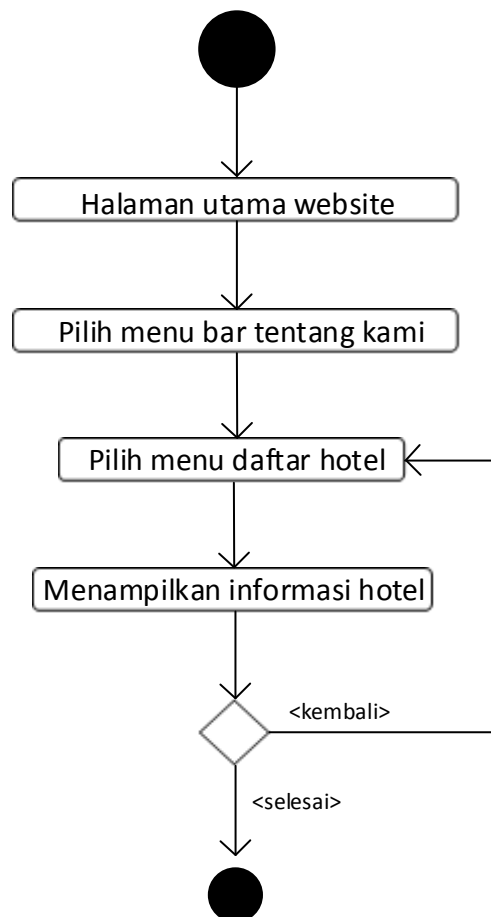 Halaman utama website
Pilih menu bar tentang kami
Pilih menu daftar hotel
Menampilkan informasi hotel
<kembali>
<selesai>